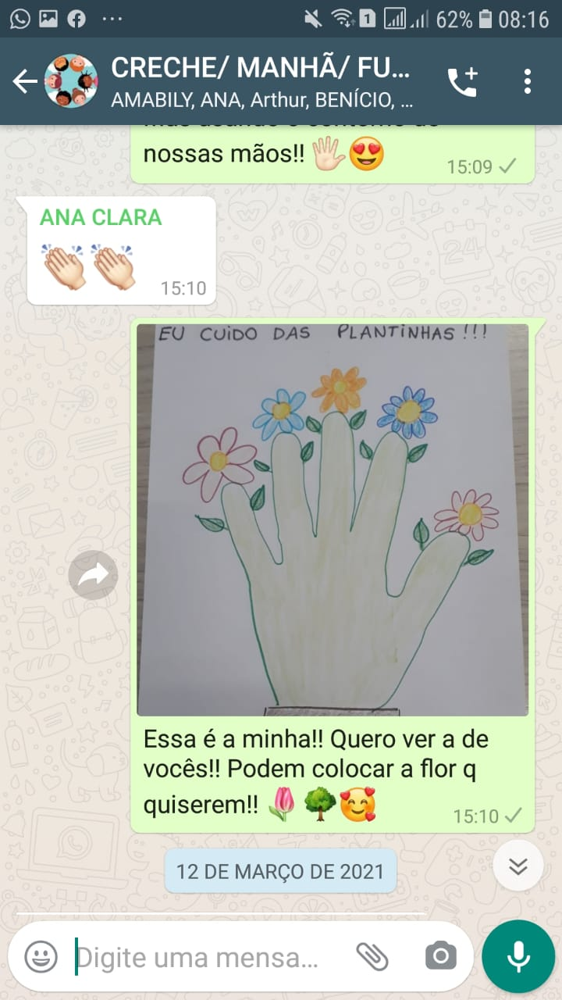 62% 08:16
CRECHE/ MANHÃ/ FU...
AMABILY, ANA, Arthur, BENÍCIO, ...
nossas mãos!! 🖐🏻😍
15:09
ANA CLARA
👏🏻👏🏻
15:10
EU CUIDO DAS PLANTINHAS!!!
Essa é a minha!! Quero ver a de
vocês!! Podem colocar a flor q
quiserem!! 🌷🌳🥰
15:10
12 DE MARÇO DE 2021
Digite uma mensa...